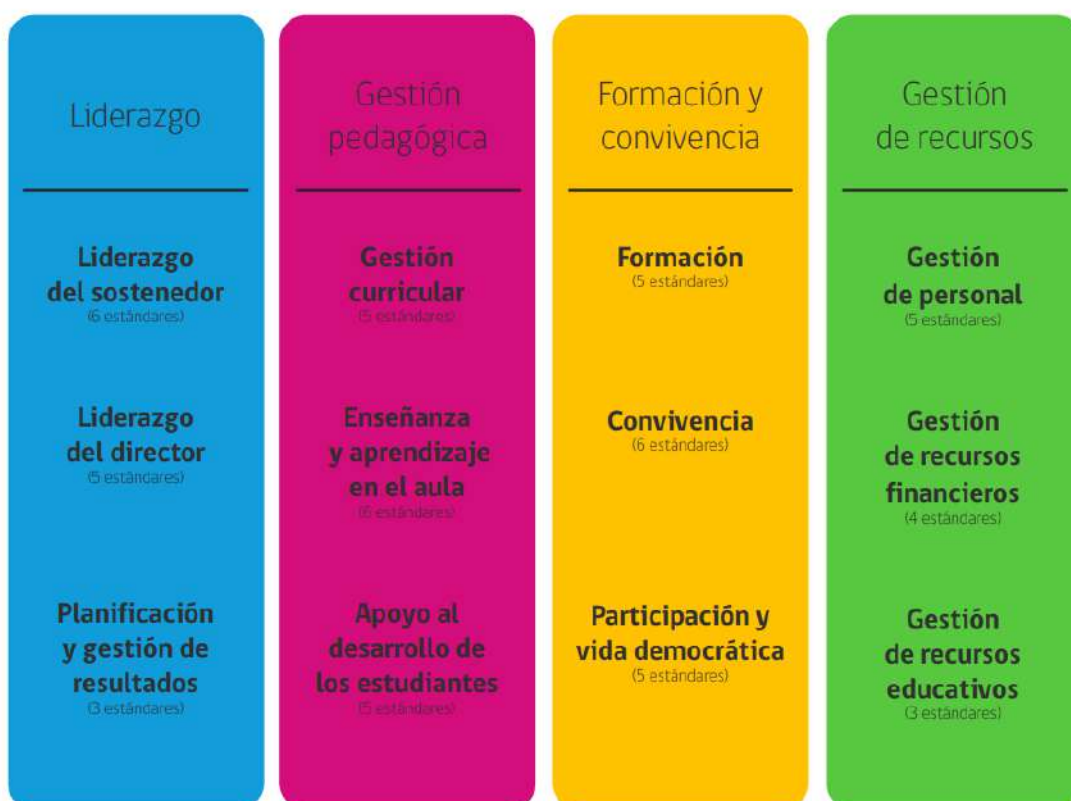 Liderazgo
Liderazgo
del sostenedor
(6 estándares)
Liderazgo
del director
(5 estándares)
Planificación
y gestión de
resultados
(3 estándares)
Gestión
pedagógica
Gestión
curricular
(5 estándares)
Enseñanza
y aprendizaje
en el aula
(6 estándares)
Apoyo al
desarrollo de
los estudiantes
(5 estándares)
Formación y
convivencia
Formación
(5 estándares)
Convivencia
(6 estándares)
Participación y
vida democrática
(5 estándares)
Gestión
de recursos
Gestión
de personal
(5 estándares)
Gestión
de recursos
financieros
(4 estándares)
Gestión
de recursos
educativos
(3 estándares)